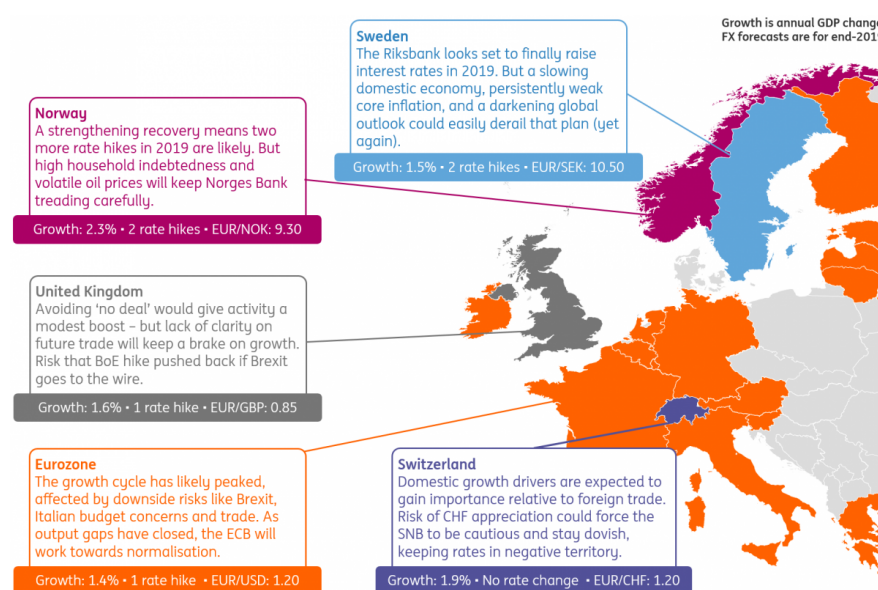 Growth is annual GDP change
FX forecasts are for end-2019
Sweden
The Riksbank looks set to finally raise
interest rates in 2019. But a slowing
domestic economy, persistently weak
core inflation, and a darkening global
outlook could easily derail that plan (yet
again).
Growth: 1.5% • 2 rate hikes • EUR/SEK: 10.50
Norway
A strengthening recovery means two
more rate hikes in 2019 are likely. But
high household indebtedness and
volatile oil prices will keep Norges Bank
treading carefully.
Growth: 2.3% • 2 rate hikes • EUR/NOK: 9.30
United Kingdom
Avoiding ‘no deal’ would give activity a
modest boost – but lack of clarity on
future trade will keep a brake on growth.
Risk that BoE hike pushed back if Brexit
goes to the wire.
Growth: 1.6% • 1 rate hike • EUR/GBP: 0.85
Eurozone
The growth cycle has likely peaked,
affected by downside risks like Brexit,
Italian budget concerns and trade. As
output gaps have closed, the ECB will
work towards normalisation.
Growth: 1.4% • 1 rate hike • EUR/USD: 1.20
Switzerland
Domestic growth drivers are expected to
gain importance relative to foreign trade.
Risk of CHF appreciation could force the
SNB to be cautious and stay dovish,
keeping rates in negative territory.
Growth: 1.9% • No rate change • EUR/CHF: 1.20